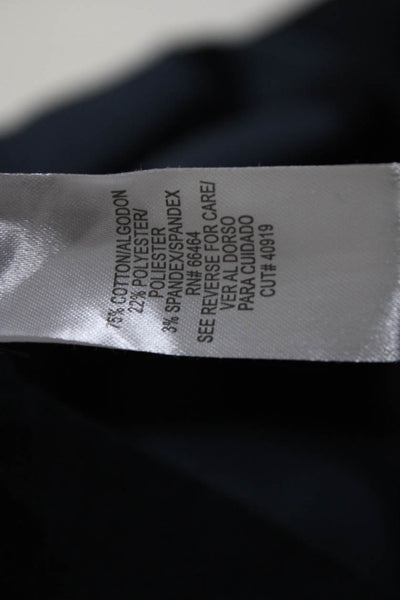 75% COTTON/ALGODON
22% POLYESTER/
POLIESTER
3% SPANDEX/SPANDEX
RN# 66464
SEE REVERSE FOR CARE/
VER AL DORSO
PARA CUIDADO
CUT# 40919